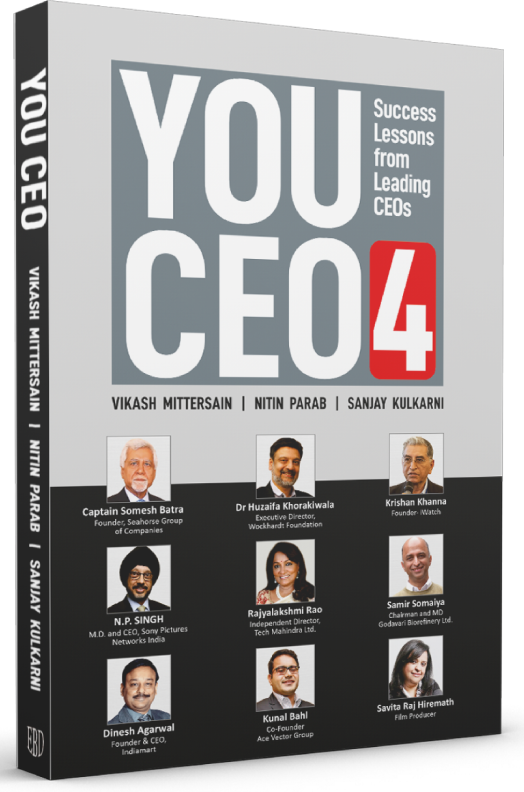 YOU CEO
VIKASH MITTERSAIN | NITIN PARAB | SANJAY KULKARNI
EBD
YOU
CEO4
Success
Lessons
from
Leading
CEOs
VIKASH MITTERSAIN | NITIN PARAB | SANJAY KULKARNI
Captain Somesh Batra
Founder, Seahorse Group
of Companies
Dr Huzaifa Khorakiwala
Executive Director,
Wockhardt Foundation
Krishan Khanna
Founder- iWatch
N.P. SINGH
M.D. and CEO, Sony Pictures
Networks India
Rajyalakshmi Rao
Independent Director,
Tech Mahindra Ltd.
Samir Somaiya
Chairman and MD
Godavari Biorefinery Ltd.
Dinesh Agarwal
Founder & CEO,
Indiamart
Kunal Bahl
Co-Founder
Ace Vector Group
Savita Raj Hiremath
Film Producer